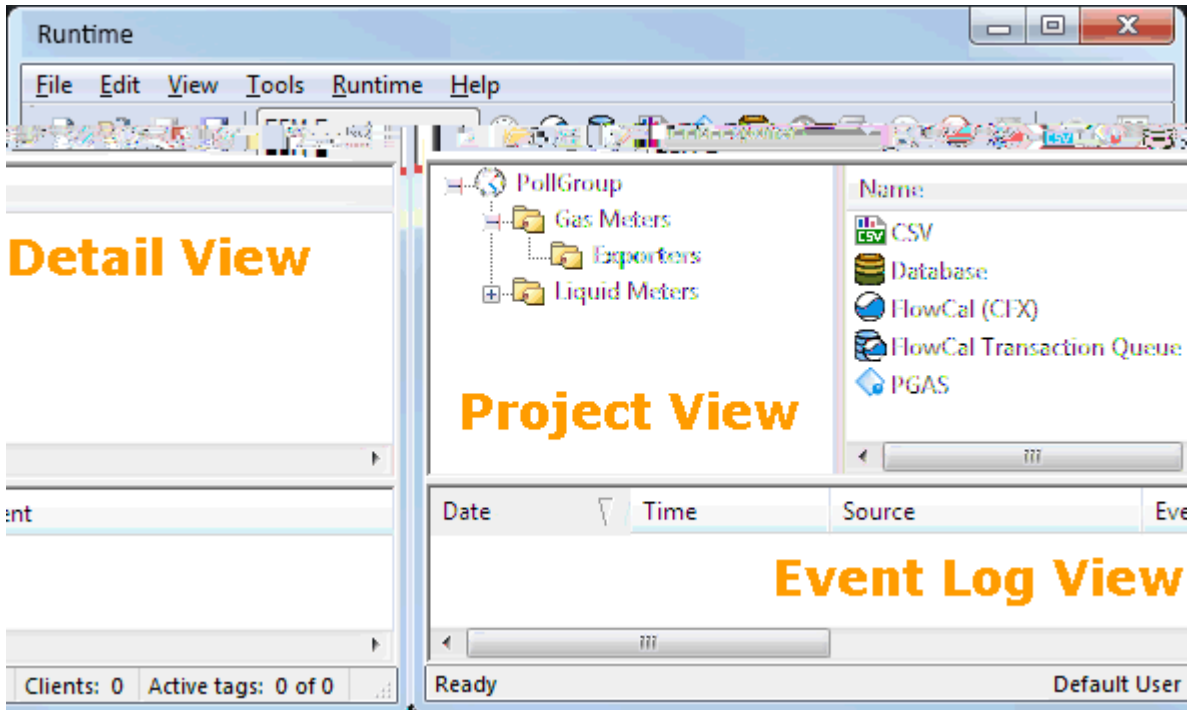 Runtime
File Edit View Tools Runtime Help
Detail View
ent
Clients: 0 Active tags: 0 of 0
PollGroup
Gas Meters
Exporters
Liquid Meters
Project View
Name
CSV
Database
FlowCal (CFX)
FlowCal Transaction Queue
PGAS
Date Time Source Eve
Event Log View
Ready Default User